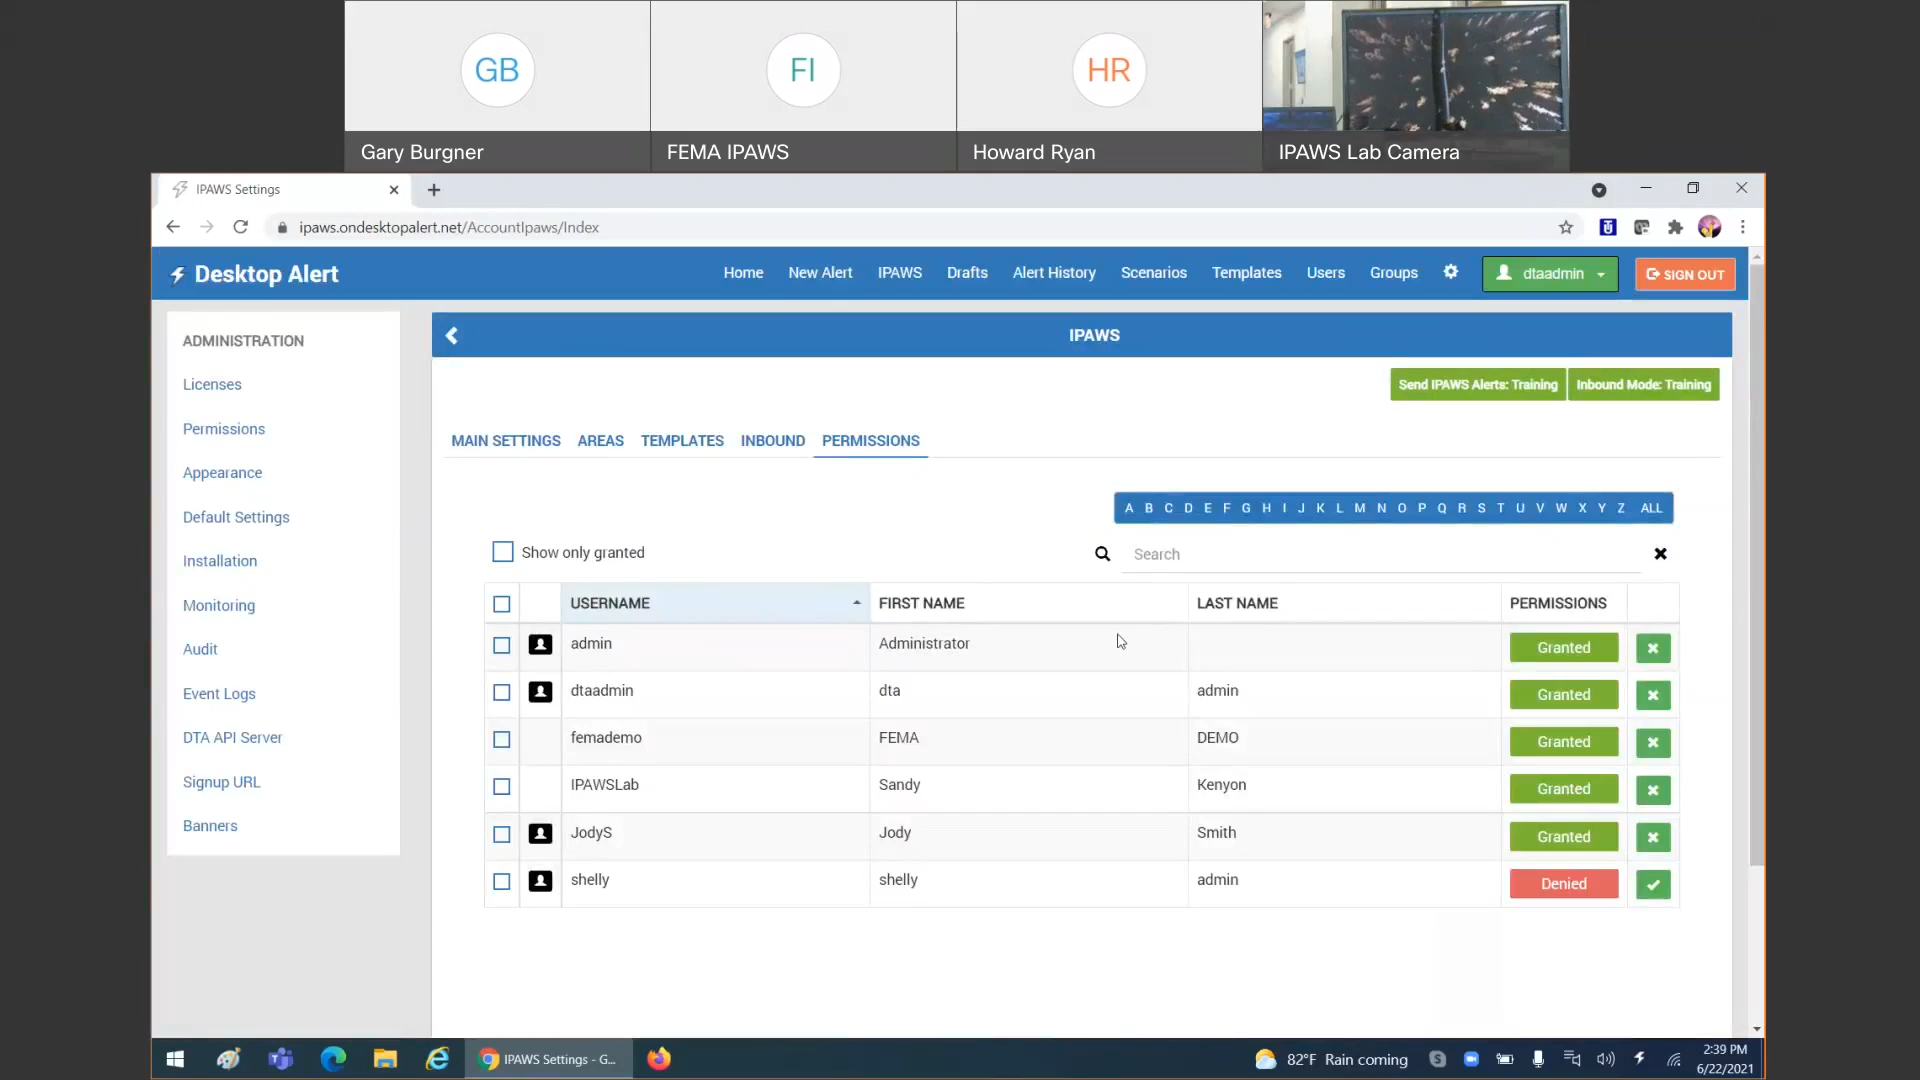 GB
FI
HR
Gary Burgner
FEMA IPAWS
Howard Ryan
IPAWS Lab Camera
IPAWS Settings
ipaws.ondesktopalert.net/AccountIpaws/Index
Desktop Alert
Home New Alert IPAWS Drafts Alert History Scenarios Templates Users Groups dtaadmin SIGN OUT
ADMINISTRATION
Licenses
Permissions
Appearance
Default Settings
Installation
Monitoring
Audit
Event Logs
DTA API Server
Signup URL
Banners
IPAWS
Send IPAWS Alerts: Training Inbound Mode: Training
MAIN SETTINGS AREAS TEMPLATES INBOUND PERMISSIONS
A B C D E F G H I J K L M N O P Q R S T U V W X Y Z ALL
Show only granted Search
USERNAME FIRST NAME LAST NAME PERMISSIONS
admin Administrator Granted
dtaadmin dta admin Granted
femademo FEMA DEMO Granted
IPAWSLab Sandy Kenyon Granted
JodyS Jody Smith Granted
shelly shelly admin Denied
IPAWS Settings - G...
82°F Rain coming
2:39 PM
6/22/2021